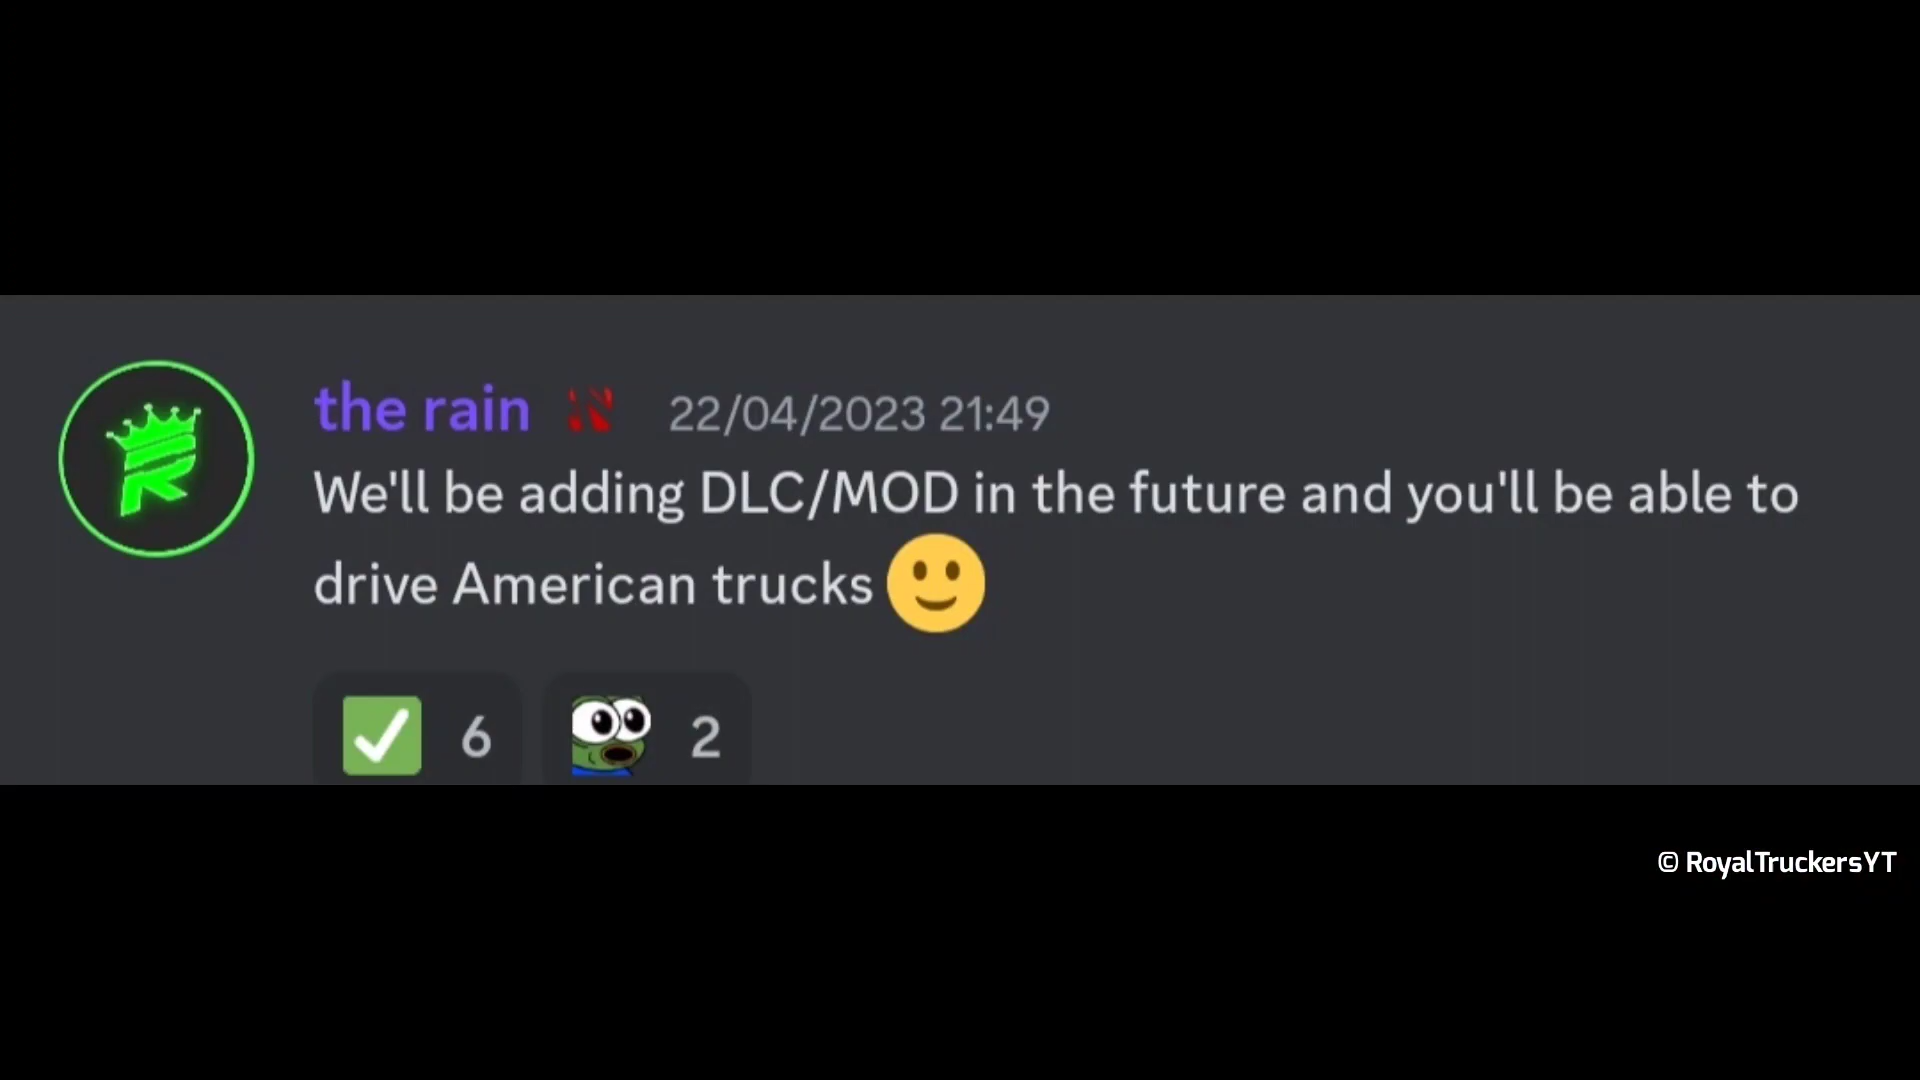 the rain 22/04/2023 21:49
We'll be adding DLC/MOD in the future and you'll be able to
drive American trucks 🙂
✅ 6 2
© RoyalTruckersYT